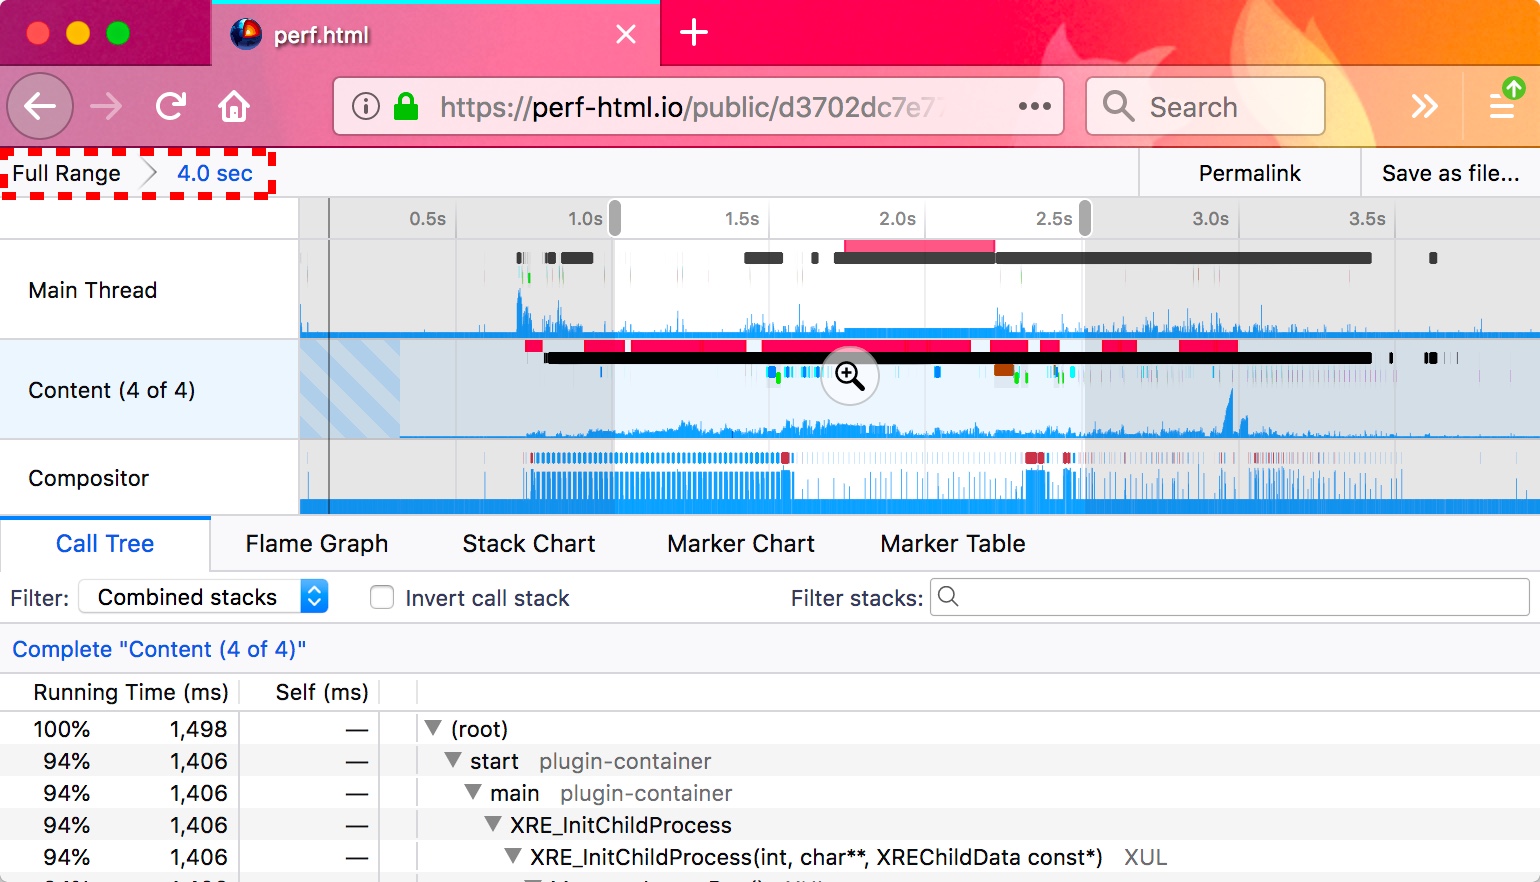 perf.html
https://perf-html.io/public/d3702dc7e77
Search
Full Range 4.0 sec Permalink Save as file...
0.5s 1.0s 1.5s 2.0s 2.5s 3.0s 3.5s
Main Thread
Content (4 of 4)
Compositor
Call Tree Flame Graph Stack Chart Marker Chart Marker Table
Filter: Combined stacks Invert call stack Filter stacks:
Complete "Content (4 of 4)"
Running Time (ms) Self (ms)
100% 1,498 — (root)
94% 1,406 — start plugin-container
94% 1,406 — main plugin-container
94% 1,406 — XRE_InitChildProcess
94% 1,406 — XRE_InitChildProcess(int, char**, XREChildData const*) XUL